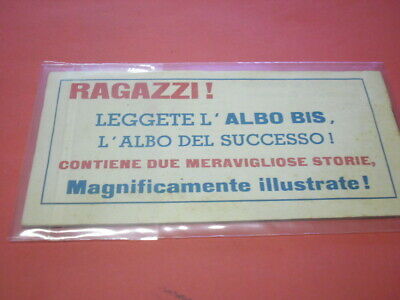 RAGAZZI!
LEGGETE L' ALBO BIS,
L'ALBO DEL SUCCESSO!
CONTIENE DUE MERAVIGLIOSE STORIE,
Magnificamente illustrate!